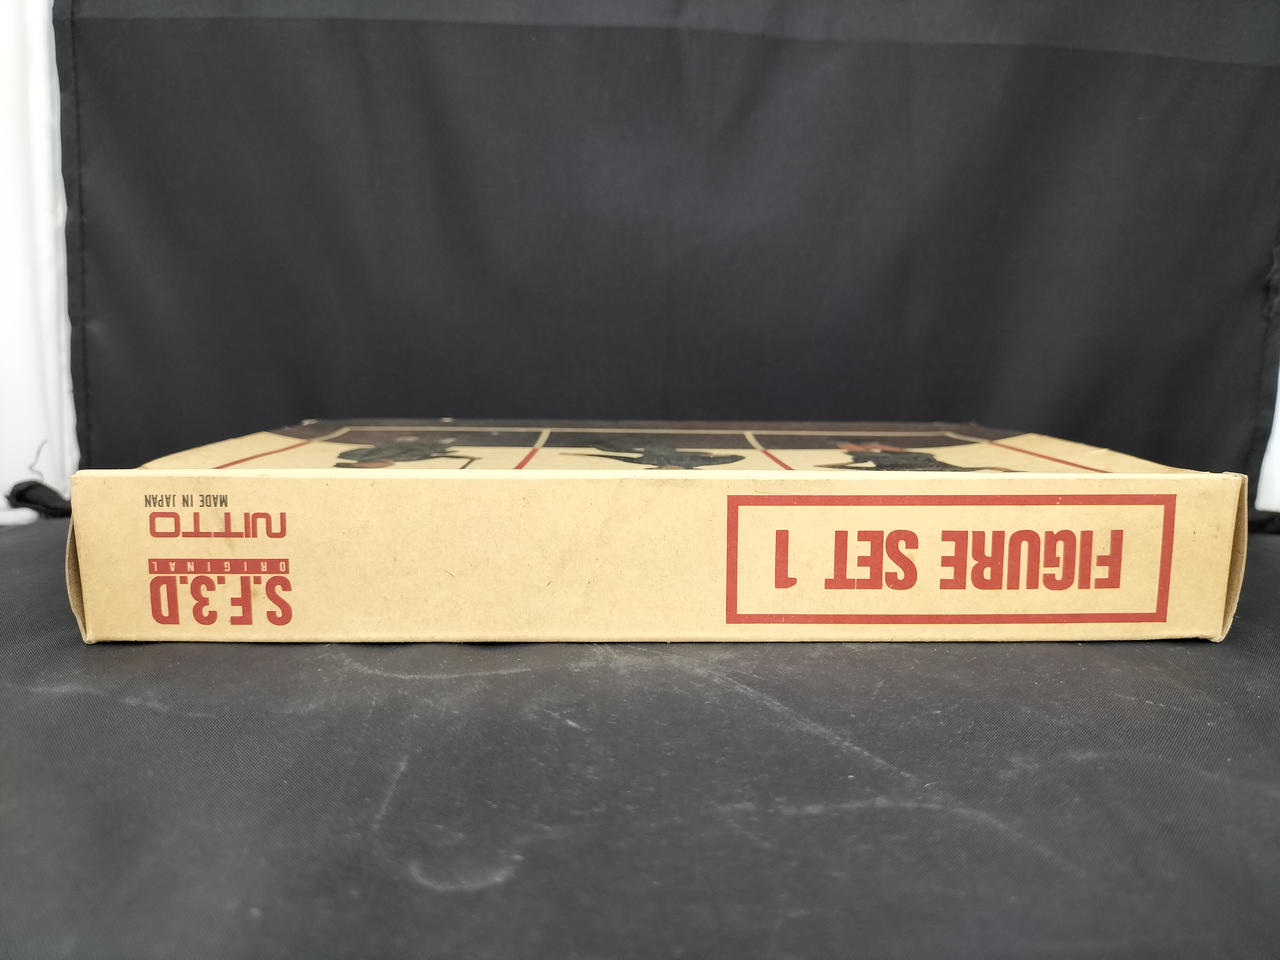 FIGURE SET 1
S.F.3.D
ORIGINAL
NITTO
MADE IN JAPAN